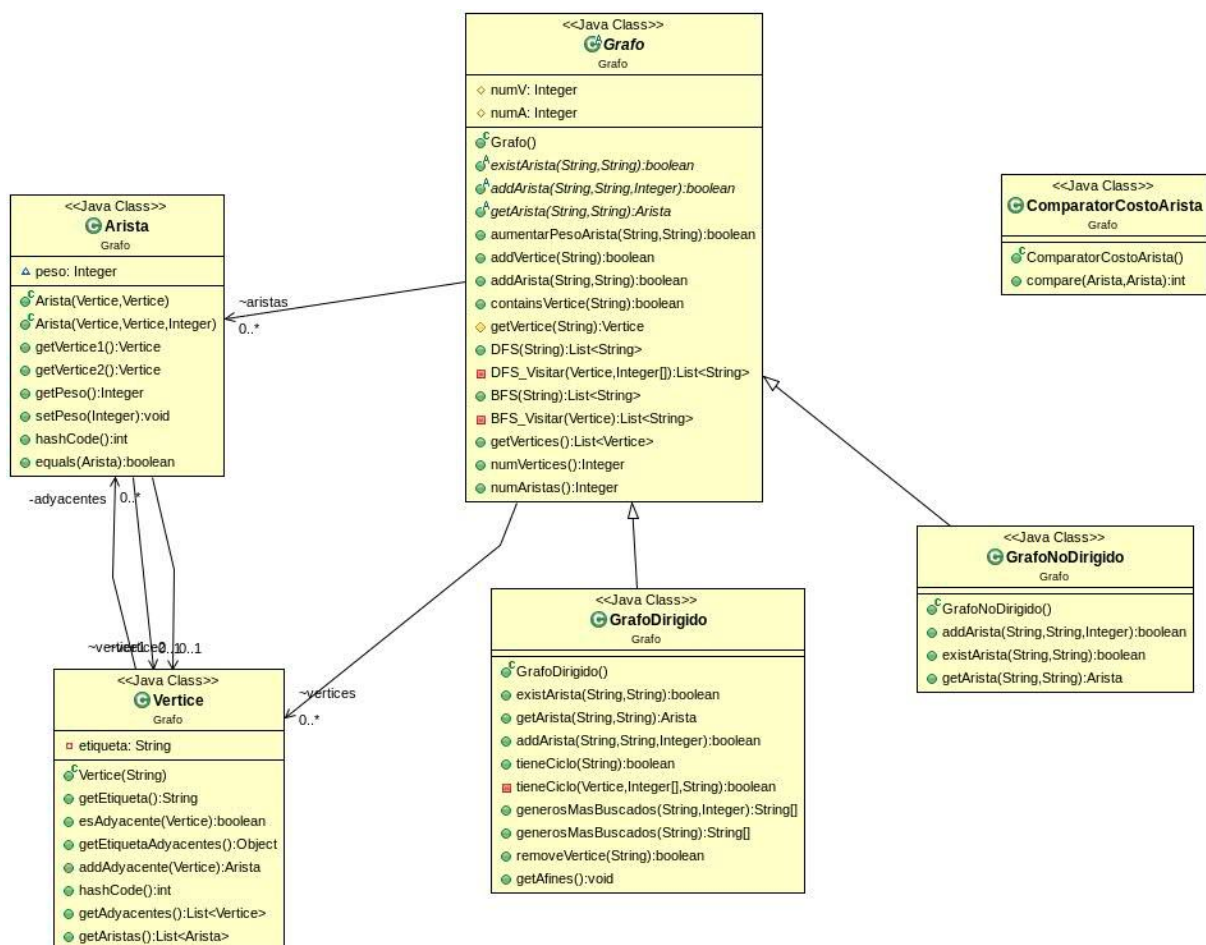 <<Java Class>>
Grafo
Grafo
numV: Integer
numA: Integer
Grafo()
existArista(String,String):boolean
addArista(String,String,Integer):boolean
getArista(String,String):Arista
aumentarPesoArista(String,String):boolean
addVertice(String):boolean
addArista(String,String):boolean
containsVertice(String):boolean
getVertice(String):Vertice
DFS(String):List<String>
DFS_Visitar(Vertice,Integer[]):List<String>
BFS(String):List<String>
BFS_Visitar(Vertice):List<String>
getVertices():List<Vertice>
numVertices():Integer
numAristas():Integer
<<Java Class>>
Arista
Grafo
peso: Integer
Arista(Vertice,Vertice)
Arista(Vertice,Vertice,Integer)
getVertice1():Vertice
getVertice2():Vertice
getPeso():Integer
setPeso(Integer):void
hashCode():int
equals(Arista):boolean
~aristas
0..*
<<Java Class>>
ComparatorCostoArista
Grafo
ComparatorCostoArista()
compare(Arista,Arista):int
-adyacentes
0..*
0..1
<<Java Class>>
Vertice
Grafo
etiqueta: String
Vertice(String)
getEtiqueta():String
esAdyacente(Vertice):boolean
getEtiquetaAdyacentes():Object
addAdyacente(Vertice):Arista
hashCode():int
getAdyacentes():List<Vertice>
getAristas():List<Arista>
~vertices
0..*
<<Java Class>>
GrafoDirigido
Grafo
GrafoDirigido()
existArista(String,String):boolean
getArista(String,String):Arista
addArista(String,String,Integer):boolean
tieneCiclo(String):boolean
tieneCiclo(Vertice,Integer[],String):boolean
generosMasBuscados(String,Integer):String[]
generosMasBuscados(String):String[]
removeVertice(String):boolean
getAfines():void
<<Java Class>>
GrafoNoDirigido
Grafo
GrafoNoDirigido()
addArista(String,String,Integer):boolean
existArista(String,String):boolean
getArista(String,String):Arista